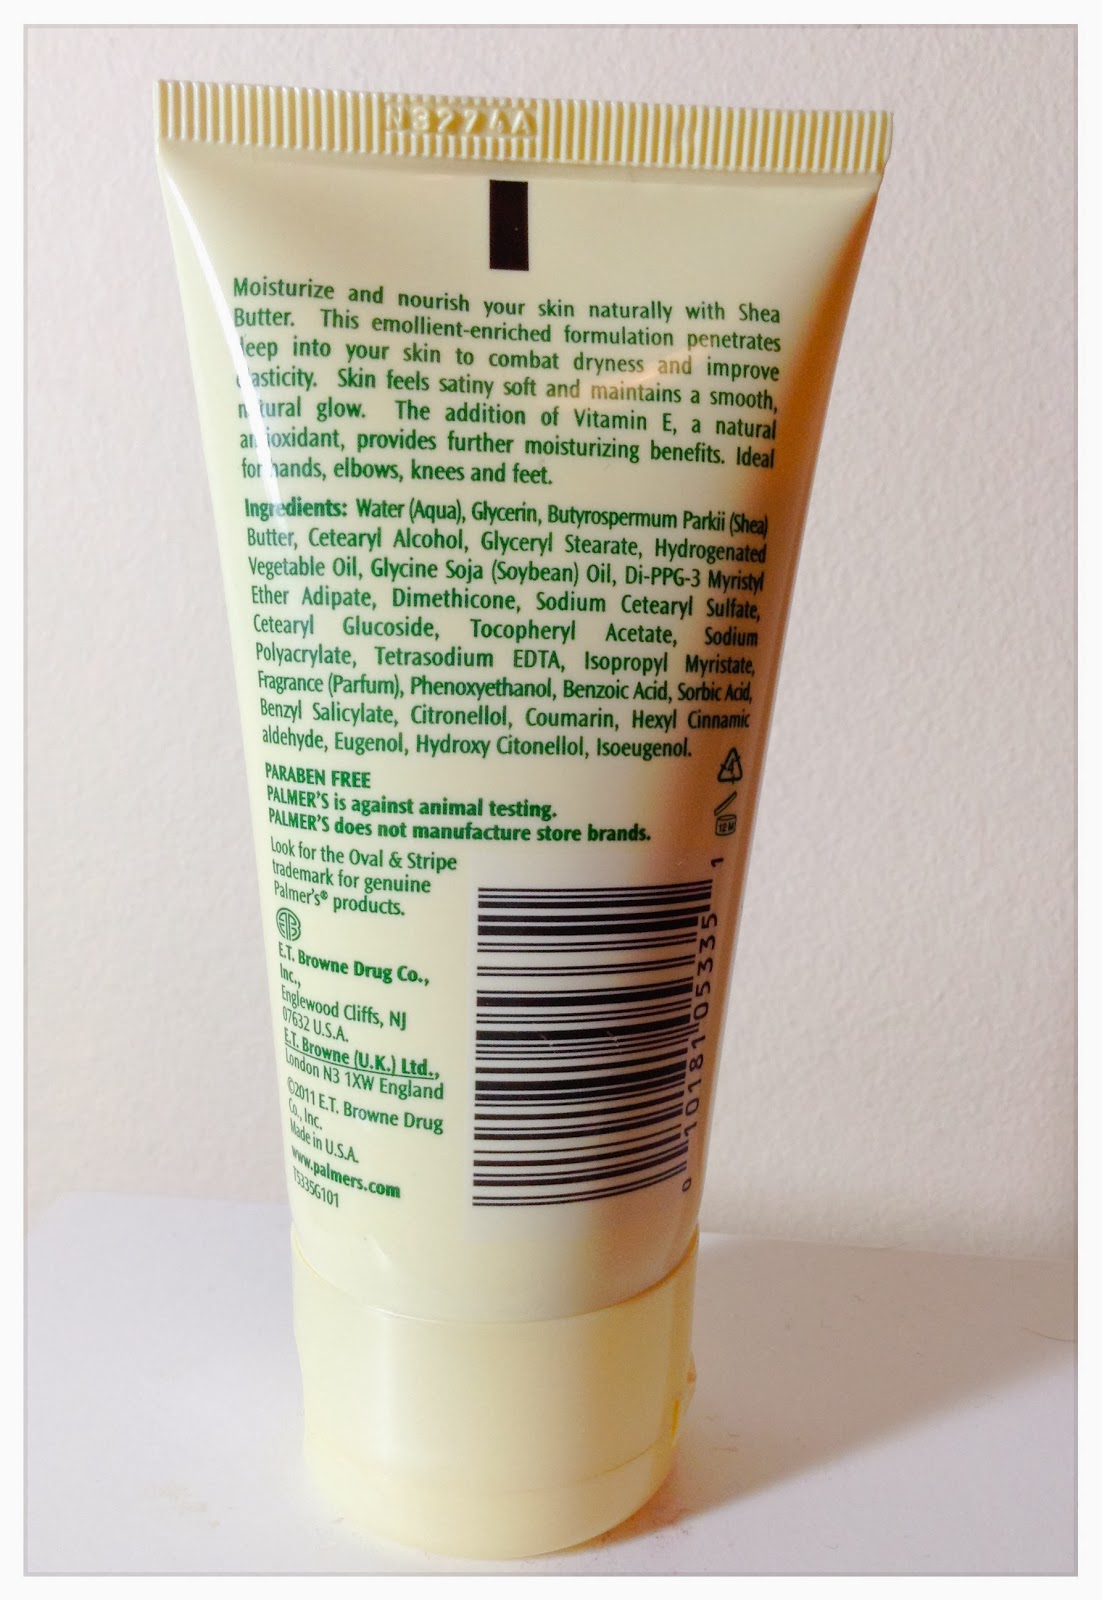 N3274A
Moisturize and nourish your skin naturally with Shea
Butter. This emollient-enriched formulation penetrates
deep into your skin to combat dryness and improve
elasticity. Skin feels satiny soft and maintains a smooth,
natural glow. The addition of Vitamin E, a natural
antioxidant, provides further moisturizing benefits. Ideal
for hands, elbows, knees and feet.
Ingredients: Water (Aqua), Glycerin, Butyrospermum Parkii (Shea)
Butter, Cetearyl Alcohol, Glyceryl Stearate, Hydrogenated
Vegetable Oil, Glycine Soja (Soybean) Oil, Di-PPG-3 Myristyl
Ether Adipate, Dimethicone, Sodium Cetearyl Sulfate,
Cetearyl Glucoside, Tocopheryl Acetate, Sodium
Polyacrylate, Tetrasodium EDTA, Isopropyl Myristate,
Fragrance (Parfum), Phenoxyethanol, Benzoic Acid, Sorbic Acid,
Benzyl Salicylate, Citronellol, Coumarin, Hexyl Cinnamic
aldehyde, Eugenol, Hydroxy Citonellol, Isoeugenol.
4
12 M
PARABEN FREE
PALMER'S is against animal testing.
PALMER'S does not manufacture store brands.
Look for the Oval & Stripe
trademark for genuine
Palmer's® products.
E.T. Browne Drug Co.,
Inc.,
Englewood Cliffs, NJ
07632 U.S.A.
E.T. Browne (U.K.) Ltd.,
London N3 1XW England
©2011 E.T. Browne Drug
Co., Inc.
Made in U.S.A.
www.palmers.com
T5335G101
0 10181 05335 1